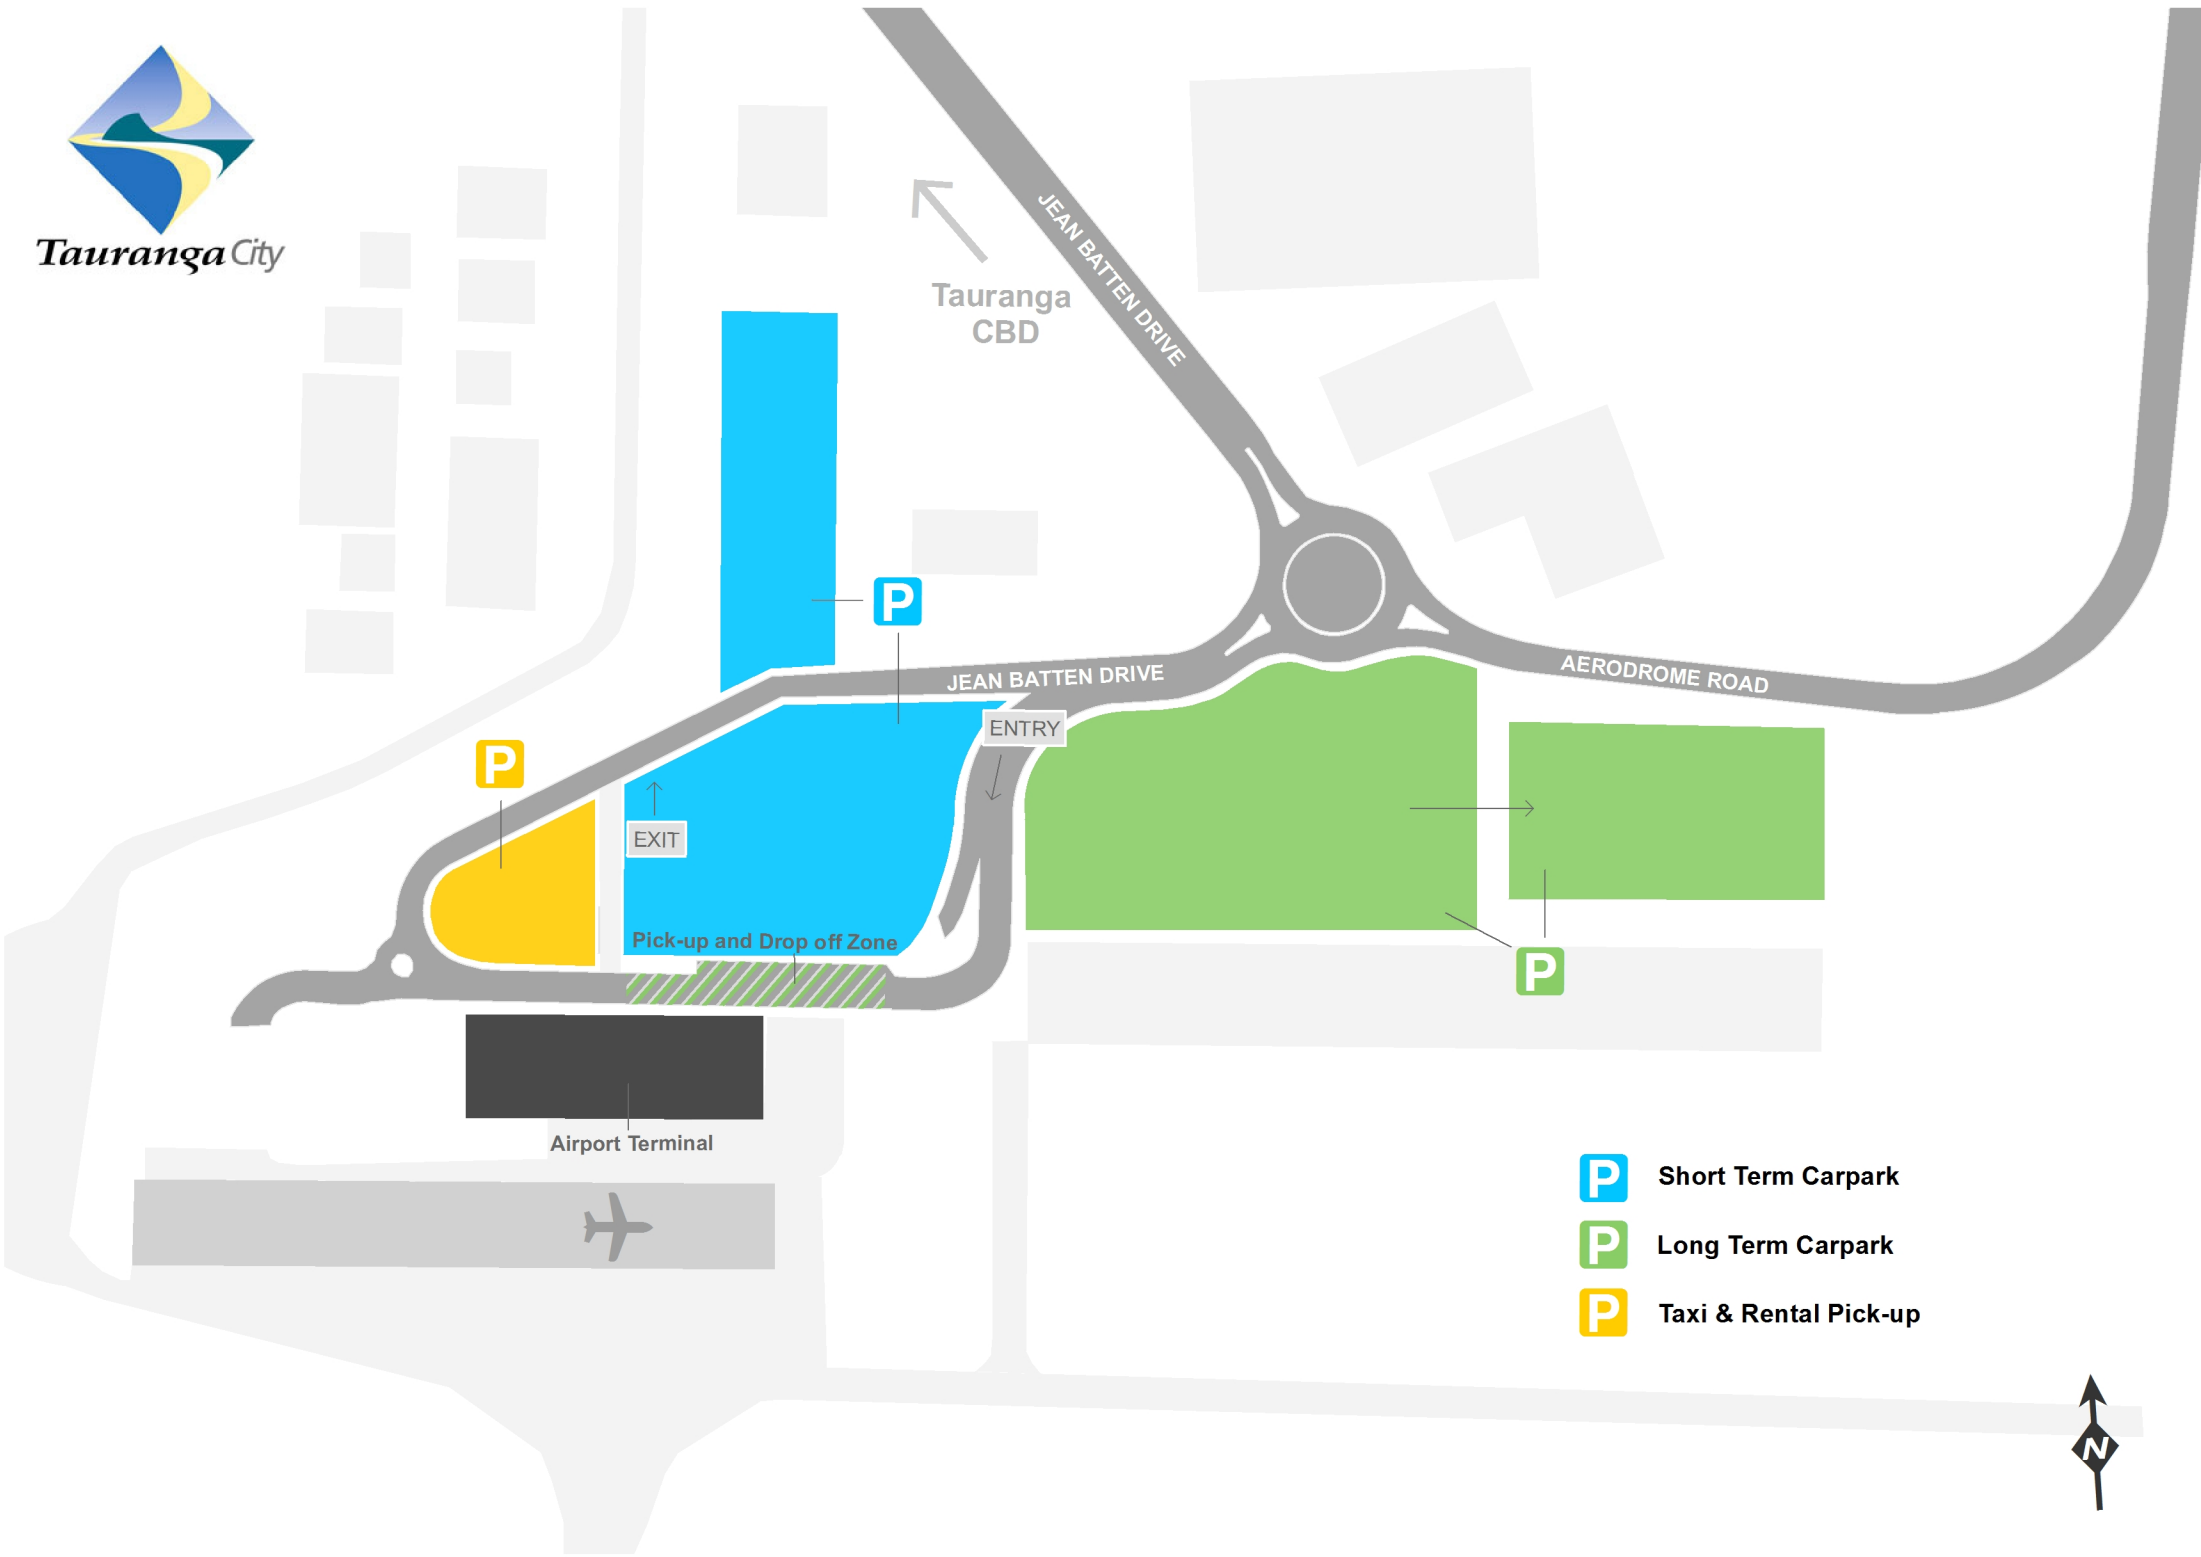 Tauranga City
JEAN BATTEN DRIVE
Tauranga
CBD
P
JEAN BATTEN DRIVE
AERODROME ROAD
ENTRY
P
EXIT
Pick-up and Drop off Zone
P
Airport Terminal
P Short Term Carpark
P Long Term Carpark
P Taxi & Rental Pick-up
N